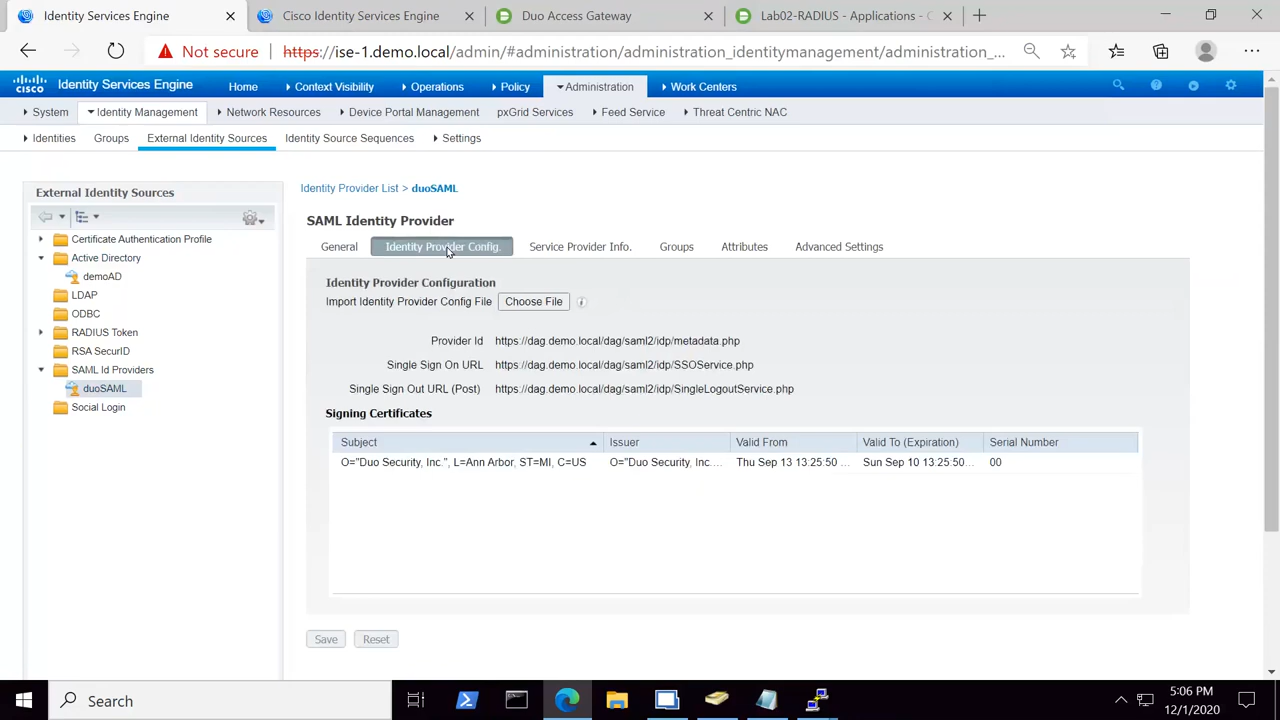 Identity Services Engine
Cisco Identity Services Engine
Duo Access Gateway
Lab02-RADIUS - Applications - C
Not secure https://ise-1.demo.local/admin/#administration/administration_identitymanagement/administration_...
cisco Identity Services Engine Home Context Visibility Operations Policy Administration Work Centers
System Identity Management Network Resources Device Portal Management pxGrid Services Feed Service Threat Centric NAC
Identities Groups External Identity Sources Identity Source Sequences Settings
External Identity Sources
Certificate Authentication Profile
Active Directory
demoAD
LDAP
ODBC
RADIUS Token
RSA SecurID
SAML Id Providers
duoSAML
Social Login
Identity Provider List > duoSAML
SAML Identity Provider
General Identity Provider Config. Service Provider Info. Groups Attributes Advanced Settings
Identity Provider Configuration
Import Identity Provider Config File Choose File
Provider Id https://dag.demo.local/dag/saml2/idp/metadata.php
Single Sign On URL https://dag.demo.local/dag/saml2/idp/SSOService.php
Single Sign Out URL (Post) https://dag.demo.local/dag/saml2/idp/SingleLogoutService.php
Signing Certificates
Subject Issuer Valid From Valid To (Expiration) Serial Number
O="Duo Security, Inc.", L=Ann Arbor, ST=MI, C=US O="Duo Security, Inc.... Thu Sep 13 13:25:50 ... Sun Sep 10 13:25:50... 00
Save Reset
Search
5:06 PM
12/1/2020